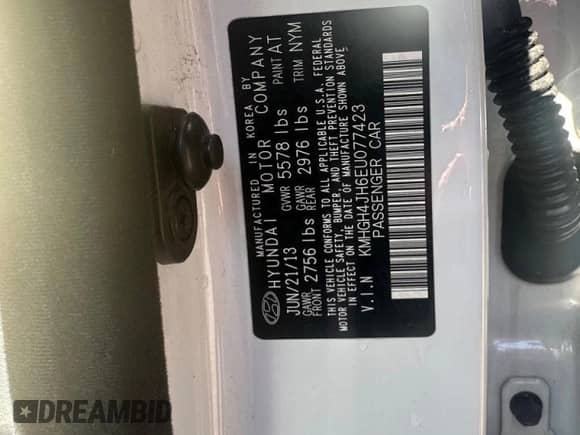 MANUFACTURED IN KOREA BY
HYUNDAI MOTOR COMPANY
JUN/21/13 GVWR 5578 lbs PAINT AT
GAWR FRONT 2756 lbs GAWR REAR 2976 lbs TRIM NYM
THIS VEHICLE CONFORMS TO ALL APPLICABLE U.S.A. FEDERAL
MOTOR VEHICLE SAFETY, BUMPER, AND THEFT PREVENTION STANDARDS
IN EFFECT ON THE DATE OF MANUFACTURE SHOWN ABOVE
V.I.N KMHGH4JH6EU077423
PASSENGER CAR
DREAMBID